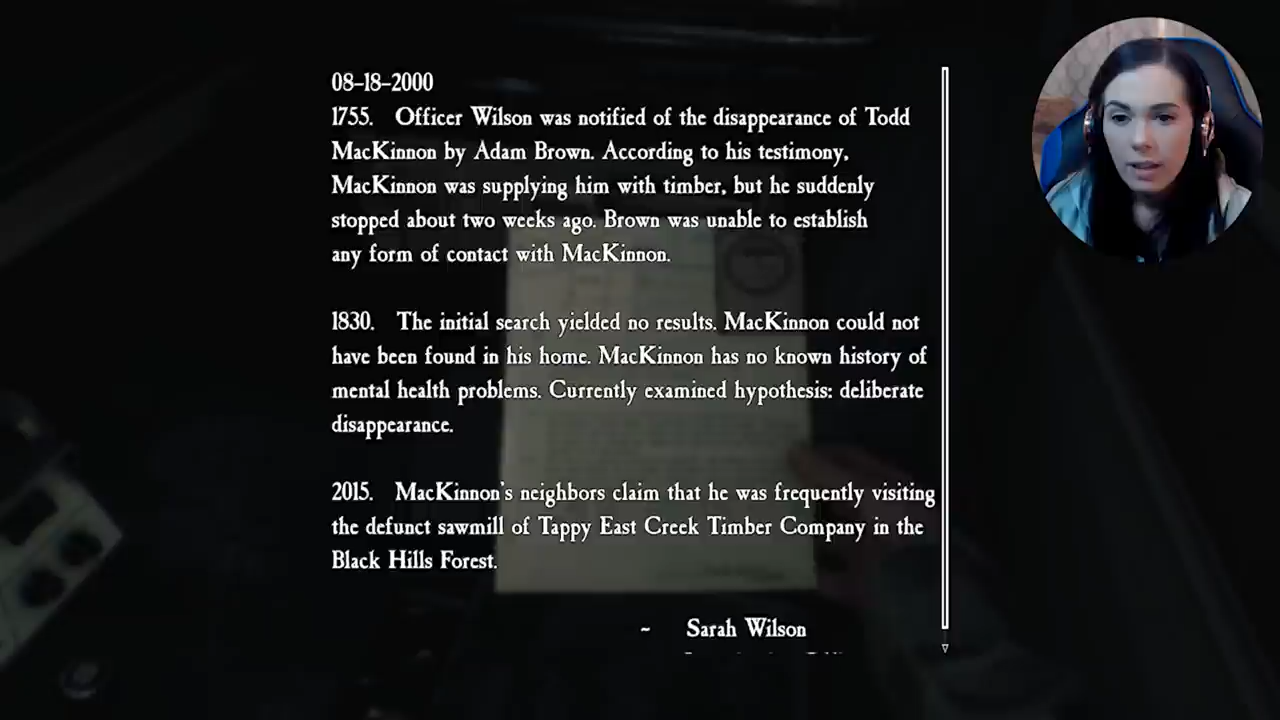 08-18-2000
1755. Officer Wilson was notified of the disappearance of Todd
MacKinnon by Adam Brown. According to his testimony,
MacKinnon was supplying him with timber, but he suddenly
stopped about two weeks ago. Brown was unable to establish
any form of contact with MacKinnon.
1830. The initial search yielded no results. MacKinnon could not
have been found in his home. MacKinnon has no known history of
mental health problems. Currently examined hypothesis: deliberate
disappearance.
2015. MacKinnon's neighbors claim that he was frequently visiting
the defunct sawmill of Tappy East Creek Timber Company in the
Black Hills Forest.
~ Sarah Wilson